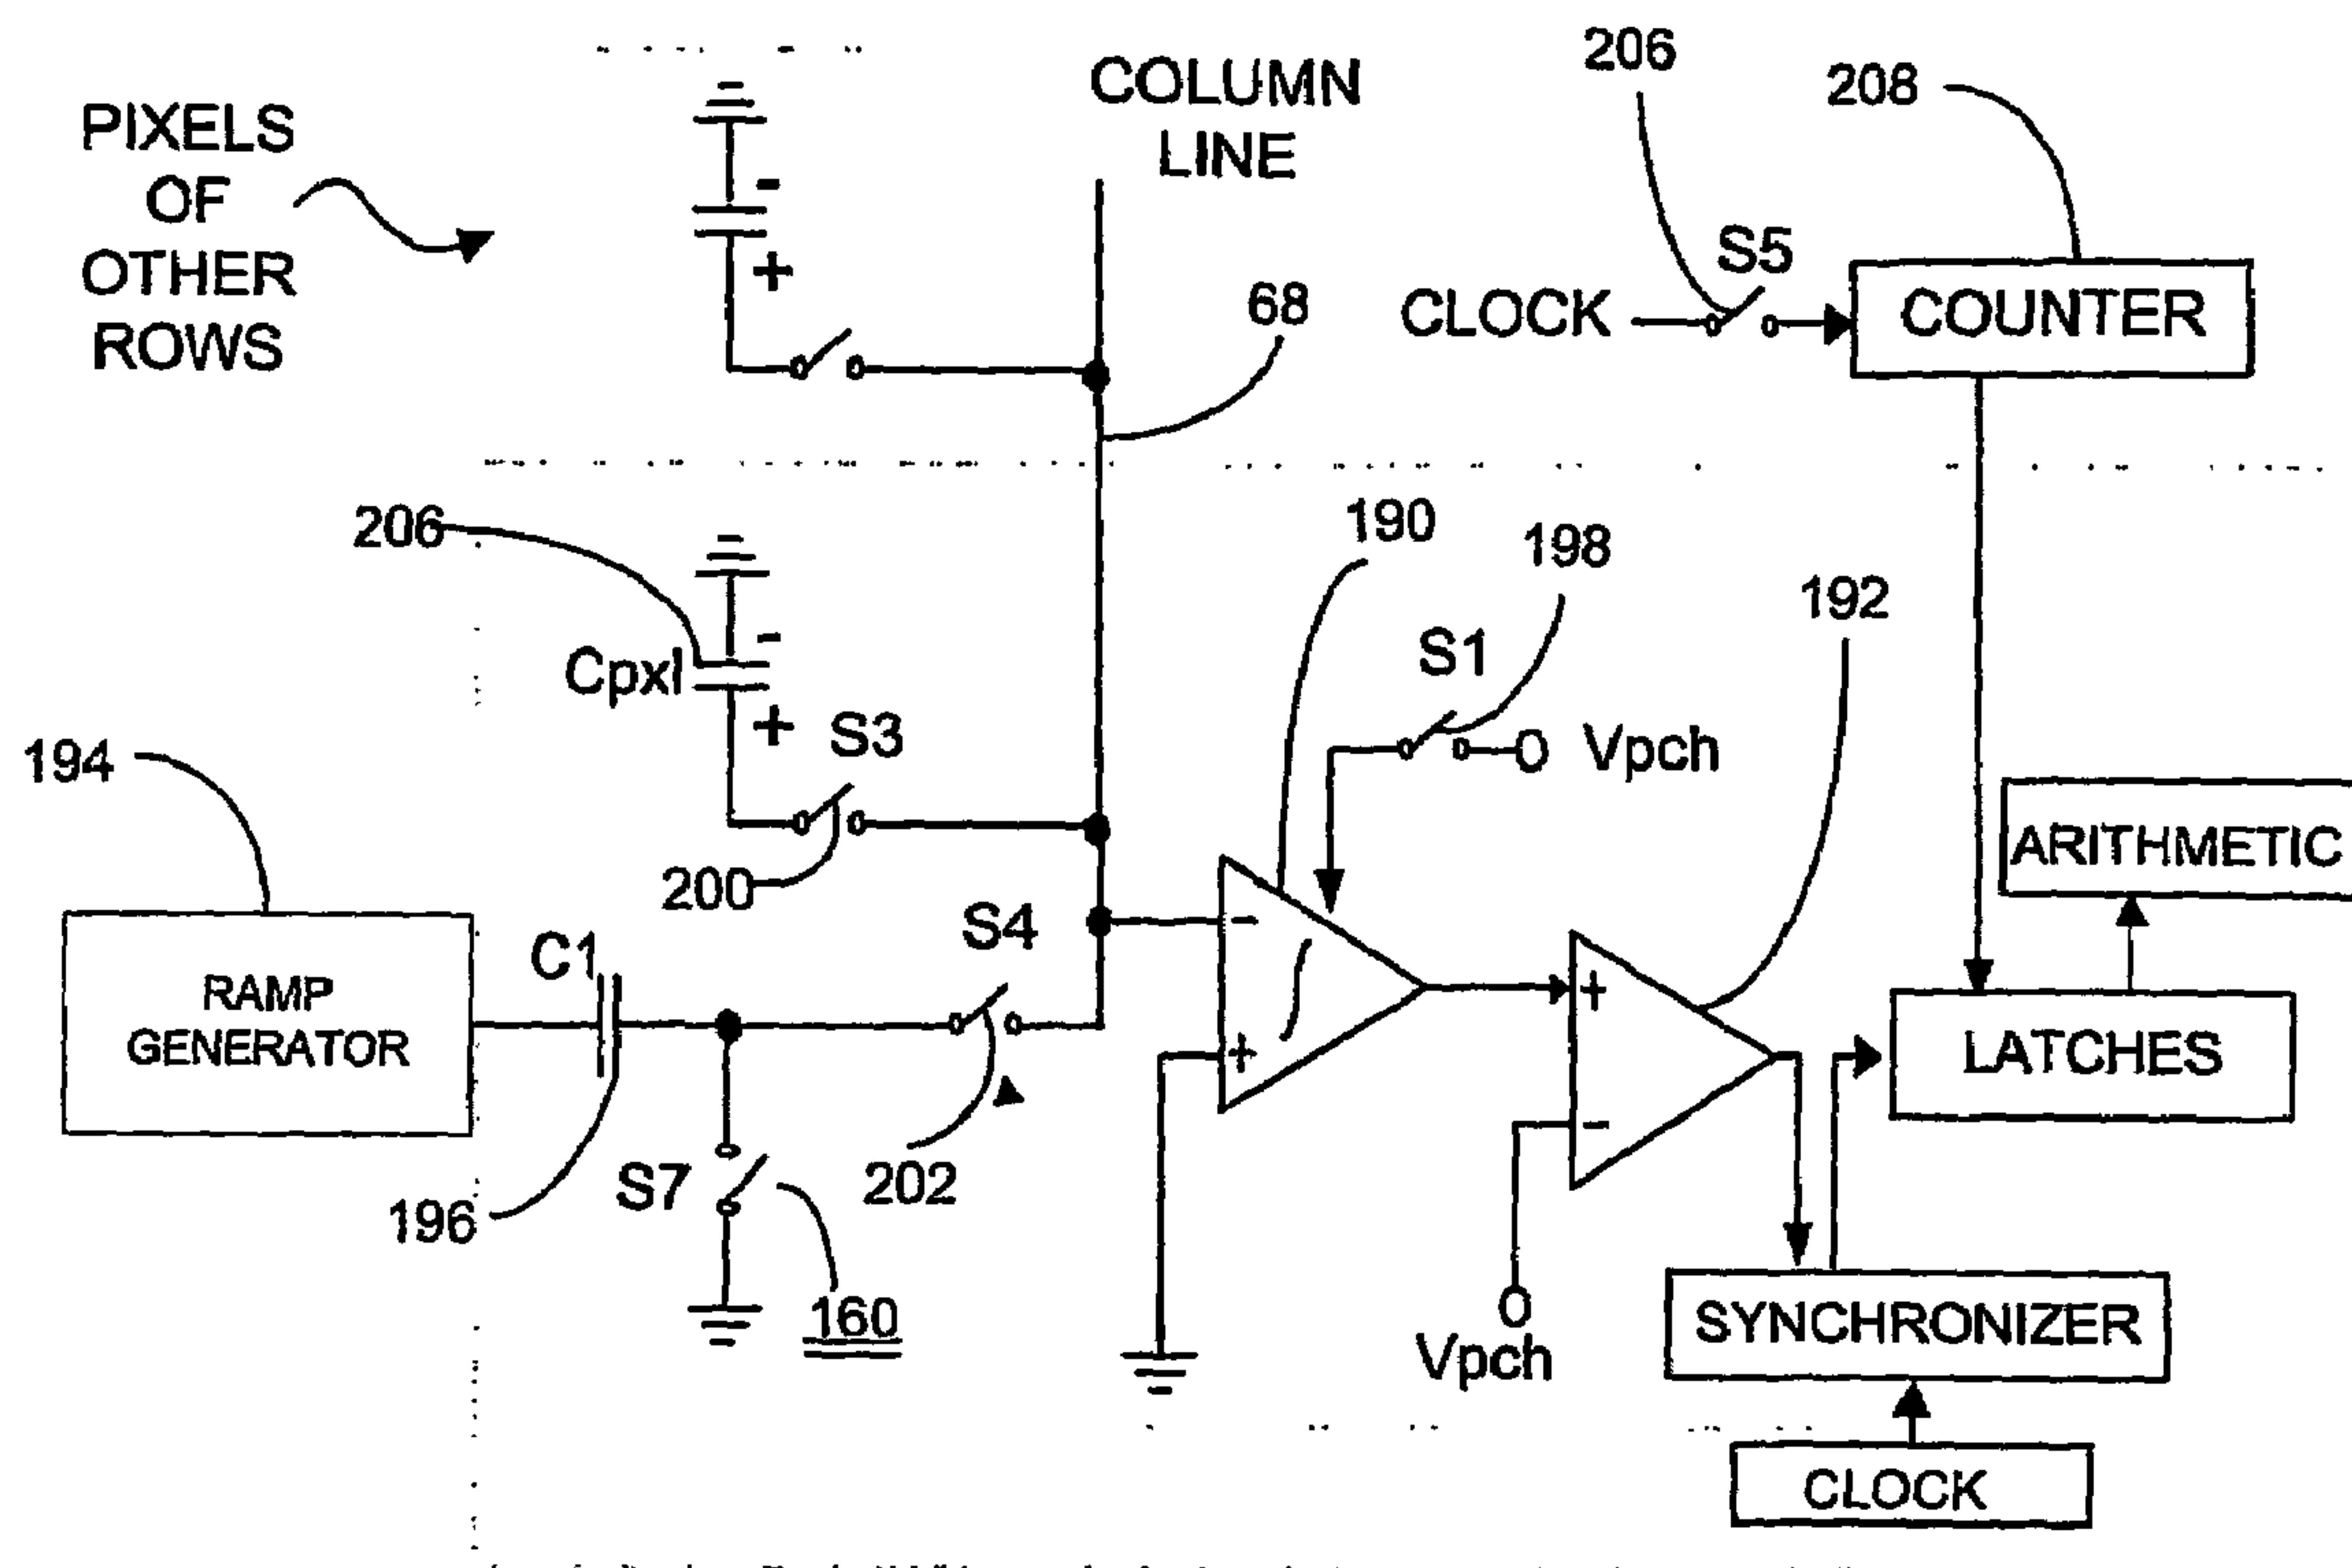 PIXELS
OF
OTHER
ROWS
COLUMN
LINE
206
208
S5
CLOCK
COUNTER
68
-
+
206
Cpxl
-
+
S3
200
190
198
S1
Vpch
192
194
RAMP
GENERATOR
C1
196
S4
202
S7
160
-
+
+
-
Vpch
ARITHMETIC
LATCHES
SYNCHRONIZER
CLOCK